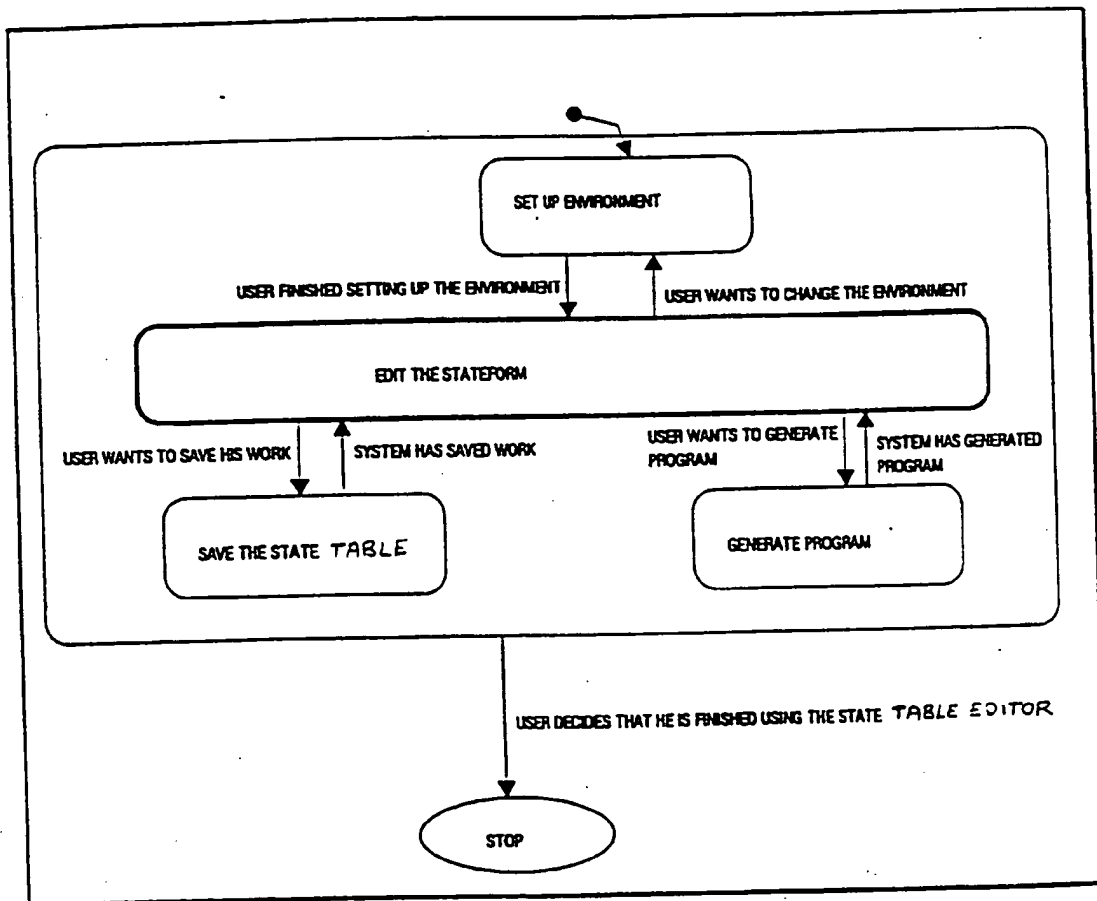 SET UP ENVIRONMENT
USER FINISHED SETTING UP THE ENVIRONMENT
USER WANTS TO CHANGE THE ENVIRONMENT
EDIT THE STATEFORM
USER WANTS TO SAVE HIS WORK
SYSTEM HAS SAVED WORK
USER WANTS TO GENERATE
PROGRAM
SYSTEM HAS GENERATED
PROGRAM
SAVE THE STATE TABLE
GENERATE PROGRAM
USER DECIDES THAT HE IS FINISHED USING THE STATE TABLE EDITOR
STOP